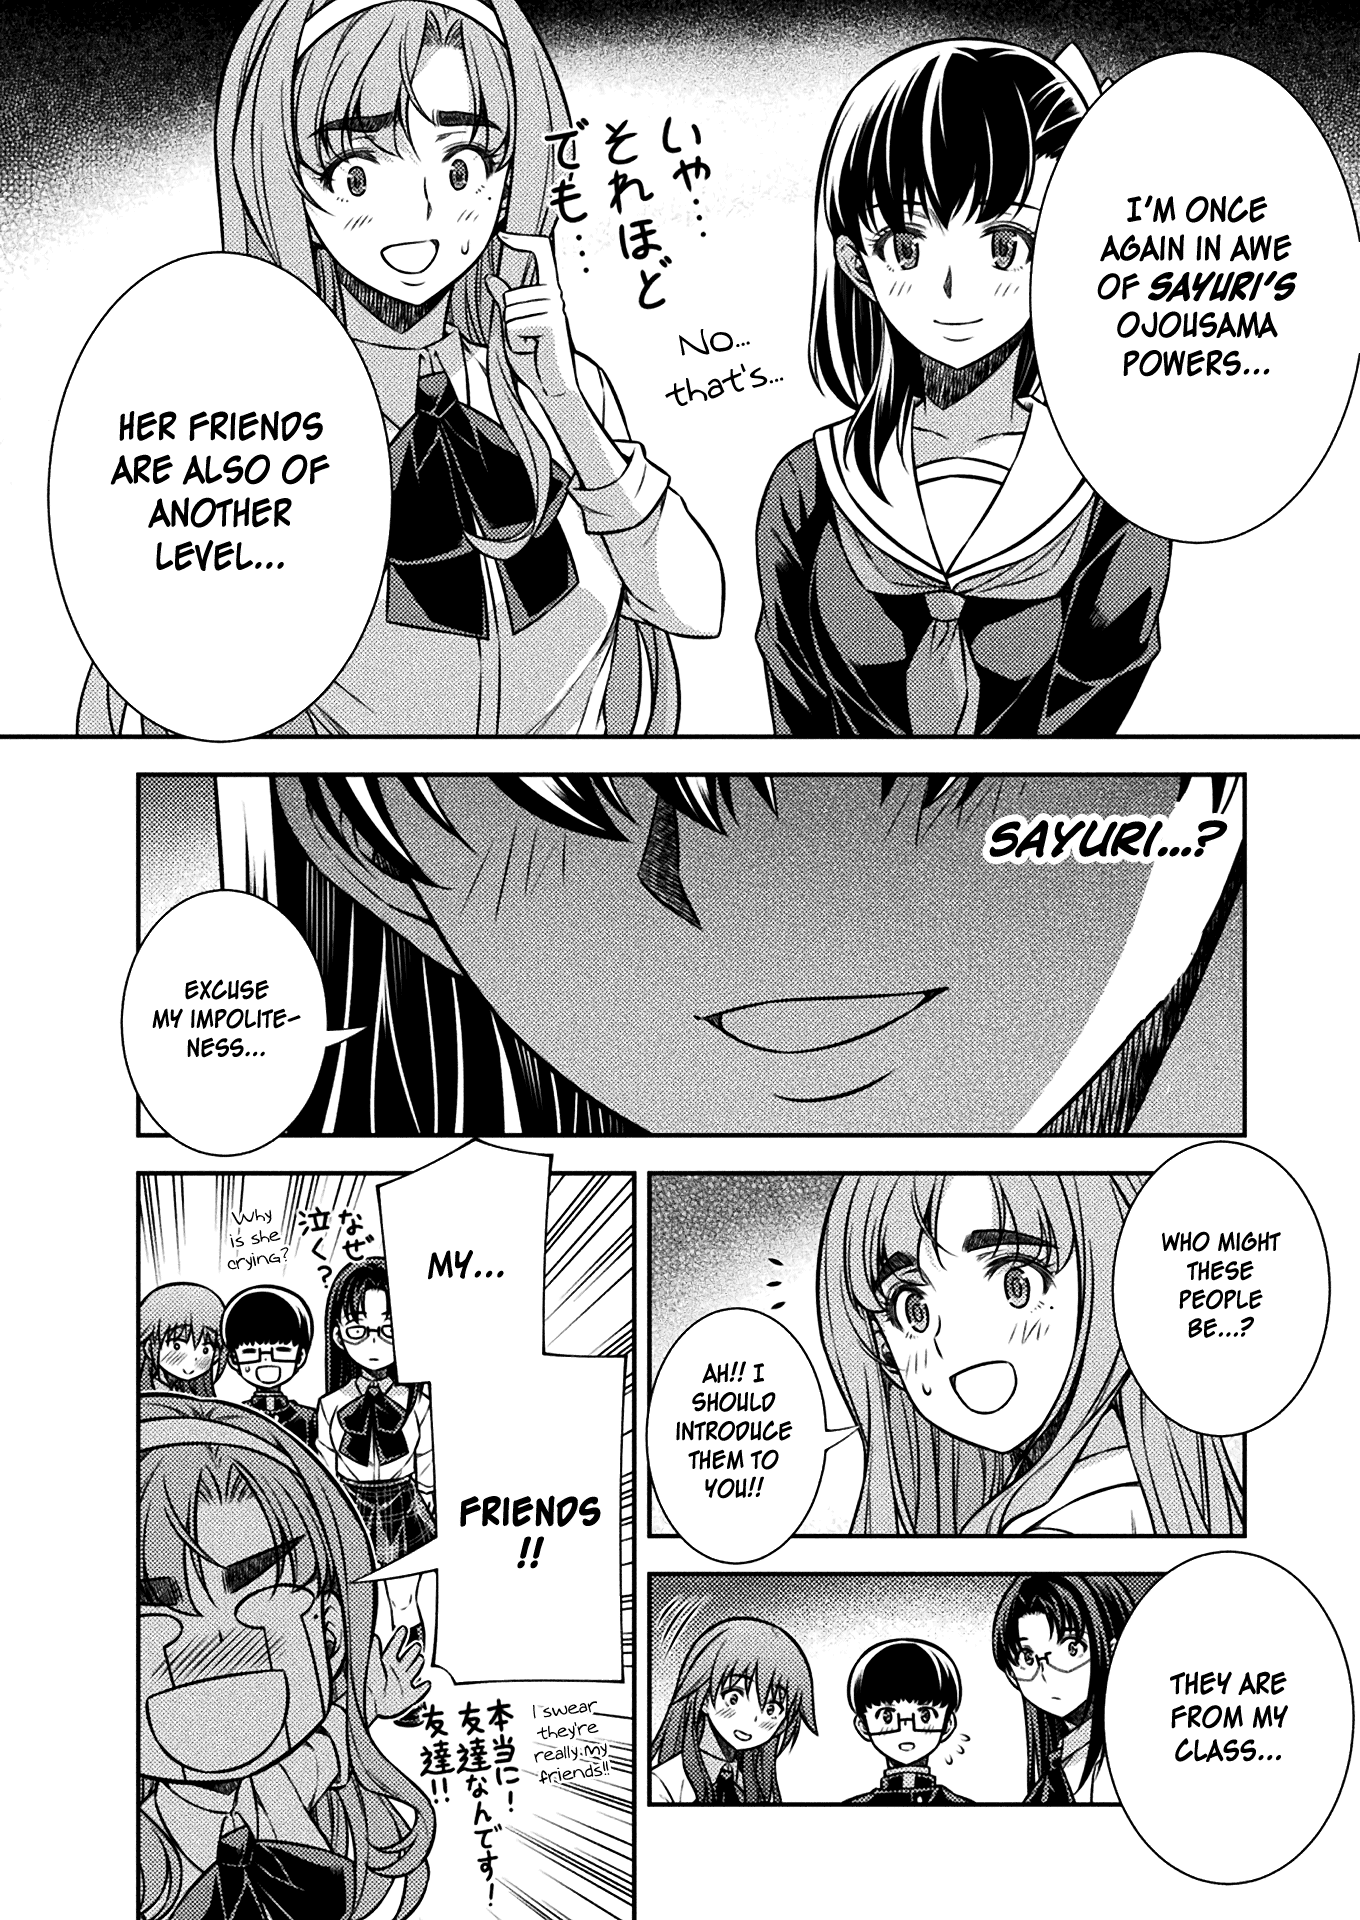 I'M ONCE
AGAIN IN AWE
OF SAYURI'S
OJOUSAMA
POWERS...
いや…
それほど
でも…
No...
that's...
HER FRIENDS
ARE ALSO OF
ANOTHER
LEVEL...
SAYURI...?
EXCUSE
MY IMPOLITE-
NESS...
WHO MIGHT
THESE
PEOPLE
BE...?
AH!! I
SHOULD
INTRODUCE
THEM TO
YOU!!
THEY ARE
FROM MY
CLASS...
MY...
FRIENDS
!!
なぜ
泣く？
Why
is she
crying?
本当に！
友達なんです！
友達！！
I swear
they're
really my
friends!!